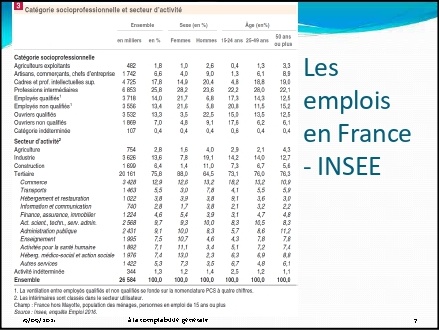 3 Catégorie socioprofessionnelle et secteur d'activité
Ensemble Sexe (en %) Âge (en%)
en milliers en % Femmes Hommes 15-24 ans 25-49 ans 50 ans ou plus
Catégorie socioprofessionnelle
Agriculteurs exploitants 482 1,8 1,0 2,6 0,4 1,3 3,3
Artisans, commerçants, chefs d'entreprise 1 742 6,6 4,0 9,0 1,3 6,1 8,9
Cadres et prof. intellectuelles sup. 4 725 17,8 14,9 20,4 4,8 18,8 19,0
Professions intermédiaires 6 853 25,8 28,2 23,6 22,2 28,0 22,1
Employés qualifiés¹ 3 718 14,0 21,7 6,8 17,3 14,3 12,5
Employés non qualifiés¹ 3 556 13,4 21,6 5,8 20,8 11,5 15,2
Ouvriers qualifiés 3 532 13,3 3,5 22,5 15,0 13,5 12,5
Ouvriers non qualifiés 1 869 7,0 4,8 9,1 17,6 6,2 6,1
Catégorie indéterminée 107 0,4 0,4 0,4 0,6 0,4 0,4
Secteur d'activité²
Agriculture 754 2,8 1,6 4,0 2,9 2,1 4,3
Industrie 3 626 13,6 7,8 19,1 14,2 14,0 12,7
Construction 1 699 6,4 1,4 11,0 7,3 6,7 5,6
Tertiaire 20 161 75,8 88,0 64,5 73,1 76,0 76,3
Commerce 3 428 12,9 12,6 13,2 18,2 13,2 10,9
Transports 1 463 5,5 3,0 7,8 4,1 5,5 5,9
Hébergement et restauration 1 022 3,8 3,9 3,8 9,1 3,6 3,0
Information et communication 740 2,8 1,7 3,8 2,1 3,2 2,2
Finance, assurance, immobilier 1 224 4,6 5,4 3,9 3,1 4,7 4,8
Act. scient., techn., serv. admin. 2 568 9,7 9,3 10,0 8,3 10,5 8,3
Administration publique 2 431 9,1 10,0 8,3 5,7 8,6 11,2
Enseignement 1 995 7,5 10,7 4,6 4,3 7,8 7,8
Activités pour la santé humaine 1 892 7,1 11,1 3,4 5,1 7,2 7,4
Héberg. médico-social et action sociale 1 976 7,4 13,0 2,3 6,3 6,9 8,8
Autres services 1 422 5,3 7,3 3,5 6,7 4,8 6,1
Activité indéterminée 344 1,3 1,2 1,4 2,5 1,2 1,1
Ensemble 26 584 100,0 100,0 100,0 100,0 100,0 100,0
1. La ventilation entre employés qualifiés et non qualifiés se fonde sur la nomenclature PCS à quatre chiffres.
2. Les intérimaires sont classés dans le secteur utilisateur.
Champ : France hors Mayotte, population des ménages, personnes en emploi de 15 ans ou plus
Source : Insee, enquête Emploi 2016.
Les
emplois
en France
- INSEE
à la comptabilité générale
7